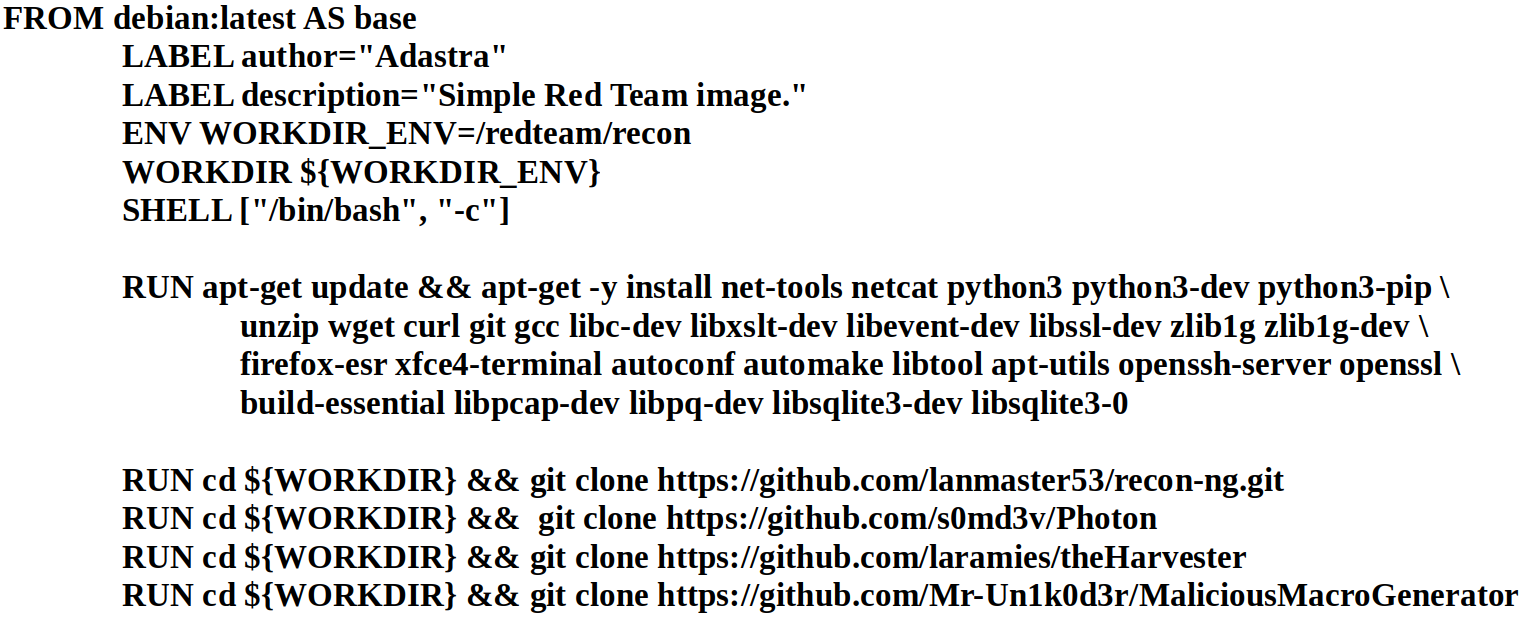 FROM debian:latest AS base
LABEL author="Adastra"
LABEL description="Simple Red Team image."
ENV WORKDIR_ENV=/redteam/recon
WORKDIR ${WORKDIR_ENV}
SHELL ["/bin/bash", "-c"]
RUN apt-get update && apt-get -y install net-tools netcat python3 python3-dev python3-pip \
unzip wget curl git gcc libc-dev libxslt-dev libevent-dev libssl-dev zlib1g zlib1g-dev \
firefox-esr xfce4-terminal autoconf automake libtool apt-utils openssh-server openssl \
build-essential libpcap-dev libpq-dev libsqlite3-dev libsqlite3-0
RUN cd ${WORKDIR} && git clone https://github.com/lanmaster53/recon-ng.git
RUN cd ${WORKDIR} &&  git clone https://github.com/s0md3v/Photon
RUN cd ${WORKDIR} && git clone https://github.com/laramies/theHarvester
RUN cd ${WORKDIR} && git clone https://github.com/Mr-Un1k0d3r/MaliciousMacroGenerator